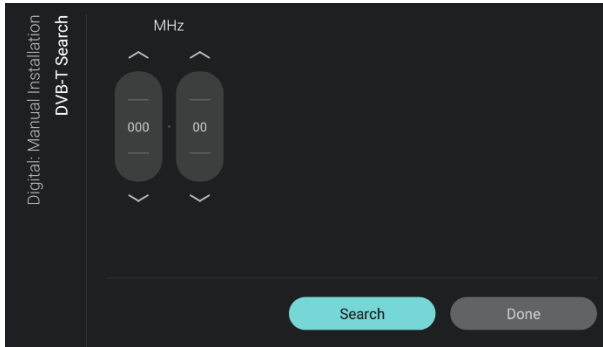 Digital: Manual Installation
DVB-T Search
MHz
000 . 00
Search
Done